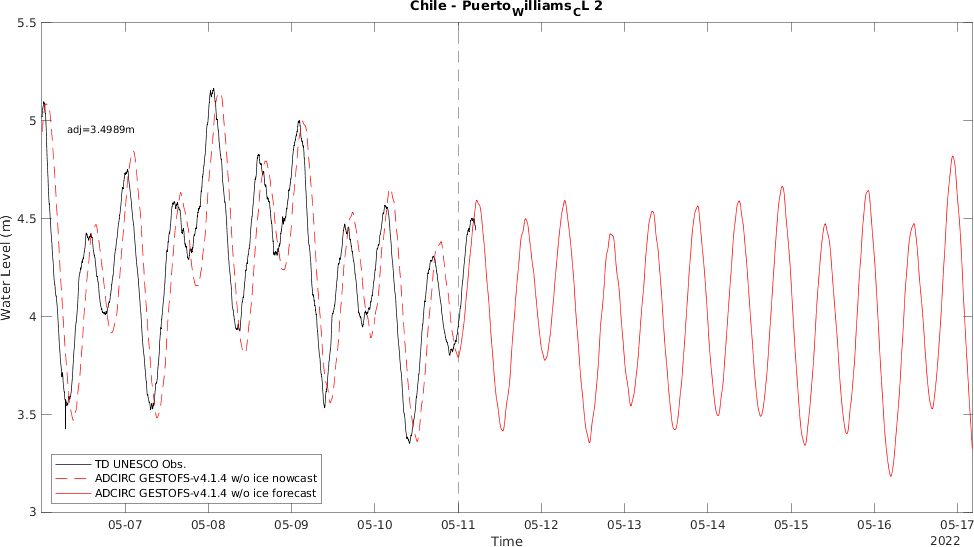 Chile - Puerto_Williams_CL 2
5.5
5
4.5
4
3.5
3
Water Level (m)
adj=3.4989m
TD UNESCO Obs.
ADCIRC GESTOFS-v4.1.4 w/o ice nowcast
ADCIRC GESTOFS-v4.1.4 w/o ice forecast
05-07 05-08 05-09 05-10 05-11 05-12 05-13 05-14 05-15 05-16 05-17
Time
2022